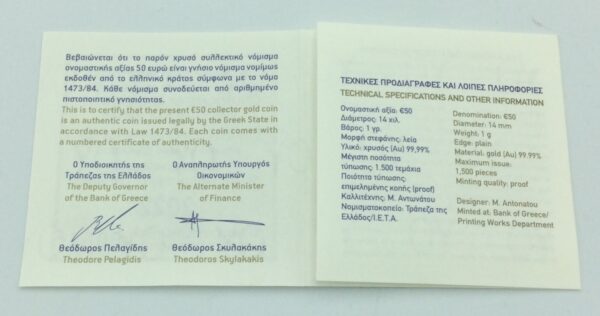 Βεβαιώνεται ότι το παρόν χρυσό συλλεκτικό νόμισμα
ονομαστικής αξίας 50 ευρώ είναι γνήσιο νόμισμα νομίμως
εκδοθέν από το ελληνικό κράτος σύμφωνα με το νόμο
1473/84. Κάθε νόμισμα συνοδεύεται από αριθμημένο
πιστοποιητικό γνησιότητας.
This is to certify that the present €50 collector gold coin
is an authentic coin issued legally by the Greek State in
accordance with Law 1473/84. Each coin comes with
a numbered certificate of authenticity.
Ο Υποδιοικητής της
Τράπεζας της Ελλάδος
The Deputy Governor
of the Bank of Greece
Θεόδωρος Πελαγίδης
Theodore Pelagidis
Ο Αναπληρωτής Υπουργός
Οικονομικών
The Alternate Minister
of Finance
Θεόδωρος Σκυλακάκης
Theodoros Skylakakis
ΤΕΧΝΙΚΕΣ ΠΡΟΔΙΑΓΡΑΦΕΣ ΚΑΙ ΛΟΙΠΕΣ ΠΛΗΡΟΦΟΡΙΕΣ
TECHNICAL SPECIFICATIONS AND OTHER INFORMATION
Ονομαστική αξία: €50
Διάμετρος: 14 χιλ.
Βάρος: 1 γρ.
Μορφή στεφάνης: λεία
Υλικό: χρυσός (Au) 99,99%
Μέγιστη ποσότητα
τύπωσης: 1.500 τεμάχια
Ποιότητα τύπωσης:
επιμελημένης κοπής (proof)
Καλλιτέχνης: Μ. Αντωνάτου
Νομισματοκοπείο: Τράπεζα της
Ελλάδος/Ι.Ε.Τ.Α.
Denomination: €50
Diameter: 14 mm
Weight: 1 g
Edge: plain
Material: gold (Au) 99.99%
Maximum issue:
1,500 pieces
Minting quality: proof
Designer: M. Antonatou
Minted at: Bank of Greece/
Printing Works Department